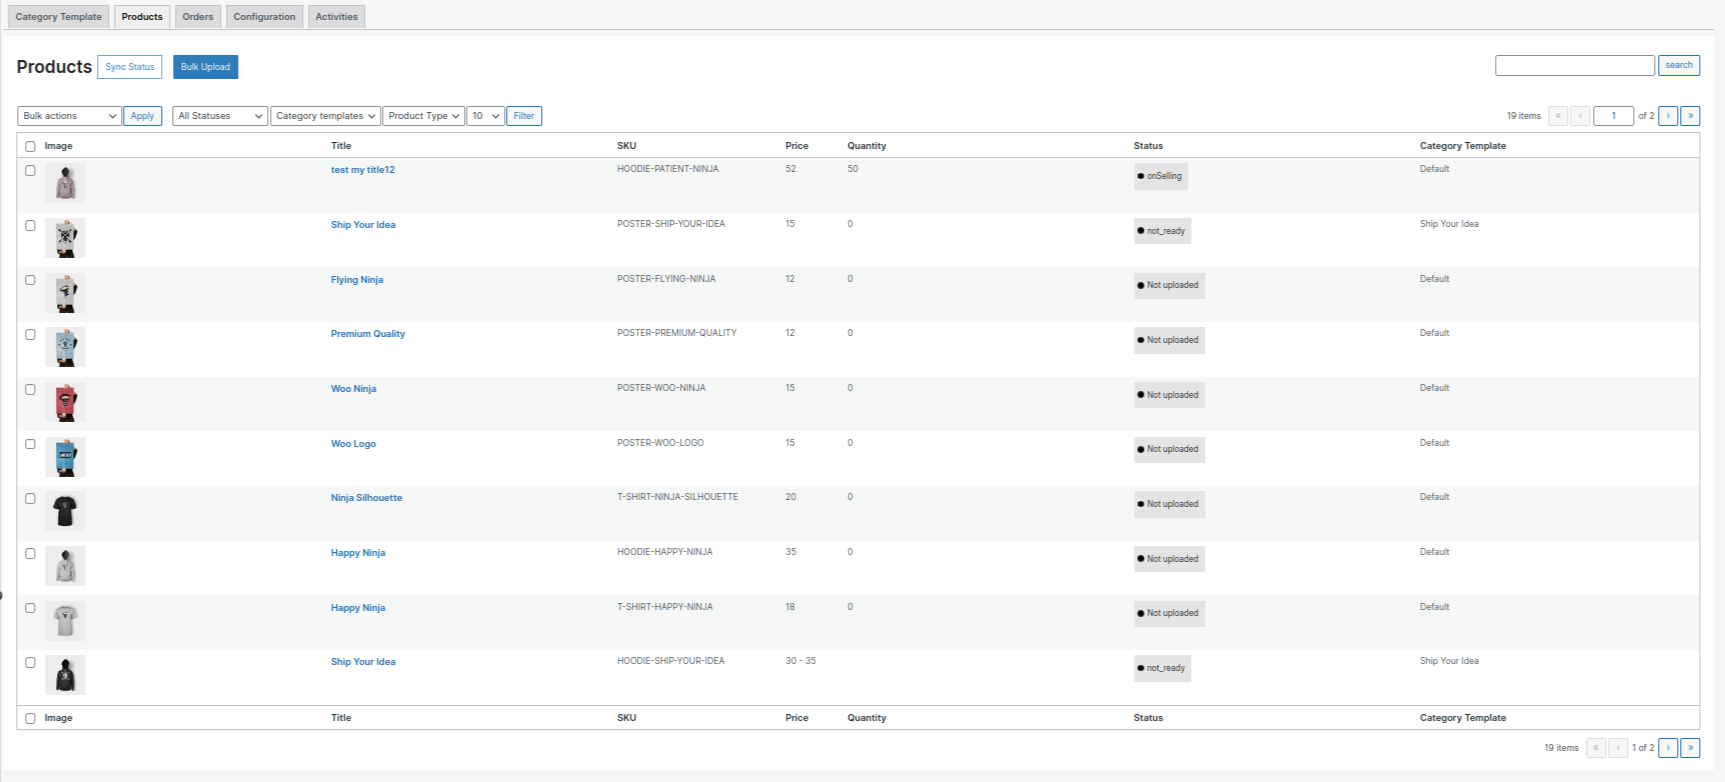 Category Template Products Orders Configuration Activities
Products Sync Status Bulk Upload search
Bulk actions Apply All Statuses Category templates Product Type 10 Filter 19 items « ‹ 1 of 2 › »
Image Title SKU Price Quantity Status Category Template
test my title12 HOODIE-PATIENT-NINJA 52 50 onSelling Default
Ship Your Idea POSTER-SHIP-YOUR-IDEA 15 0 not_ready Ship Your Idea
Flying Ninja POSTER-FLYING-NINJA 12 0 Not uploaded Default
Premium Quality POSTER-PREMIUM-QUALITY 12 0 Not uploaded Default
Woo Ninja POSTER-WOO-NINJA 15 0 Not uploaded Default
Woo Logo POSTER-WOO-LOGO 15 0 Not uploaded Default
Ninja Silhouette T-SHIRT-NINJA-SILHOUETTE 20 0 Not uploaded Default
Happy Ninja HOODIE-HAPPY-NINJA 35 0 Not uploaded Default
Happy Ninja T-SHIRT-HAPPY-NINJA 18 0 Not uploaded Default
Ship Your Idea HOODIE-SHIP-YOUR-IDEA 30 - 35 not_ready Ship Your Idea
Image Title SKU Price Quantity Status Category Template
19 items « ‹ 1 of 2 › »